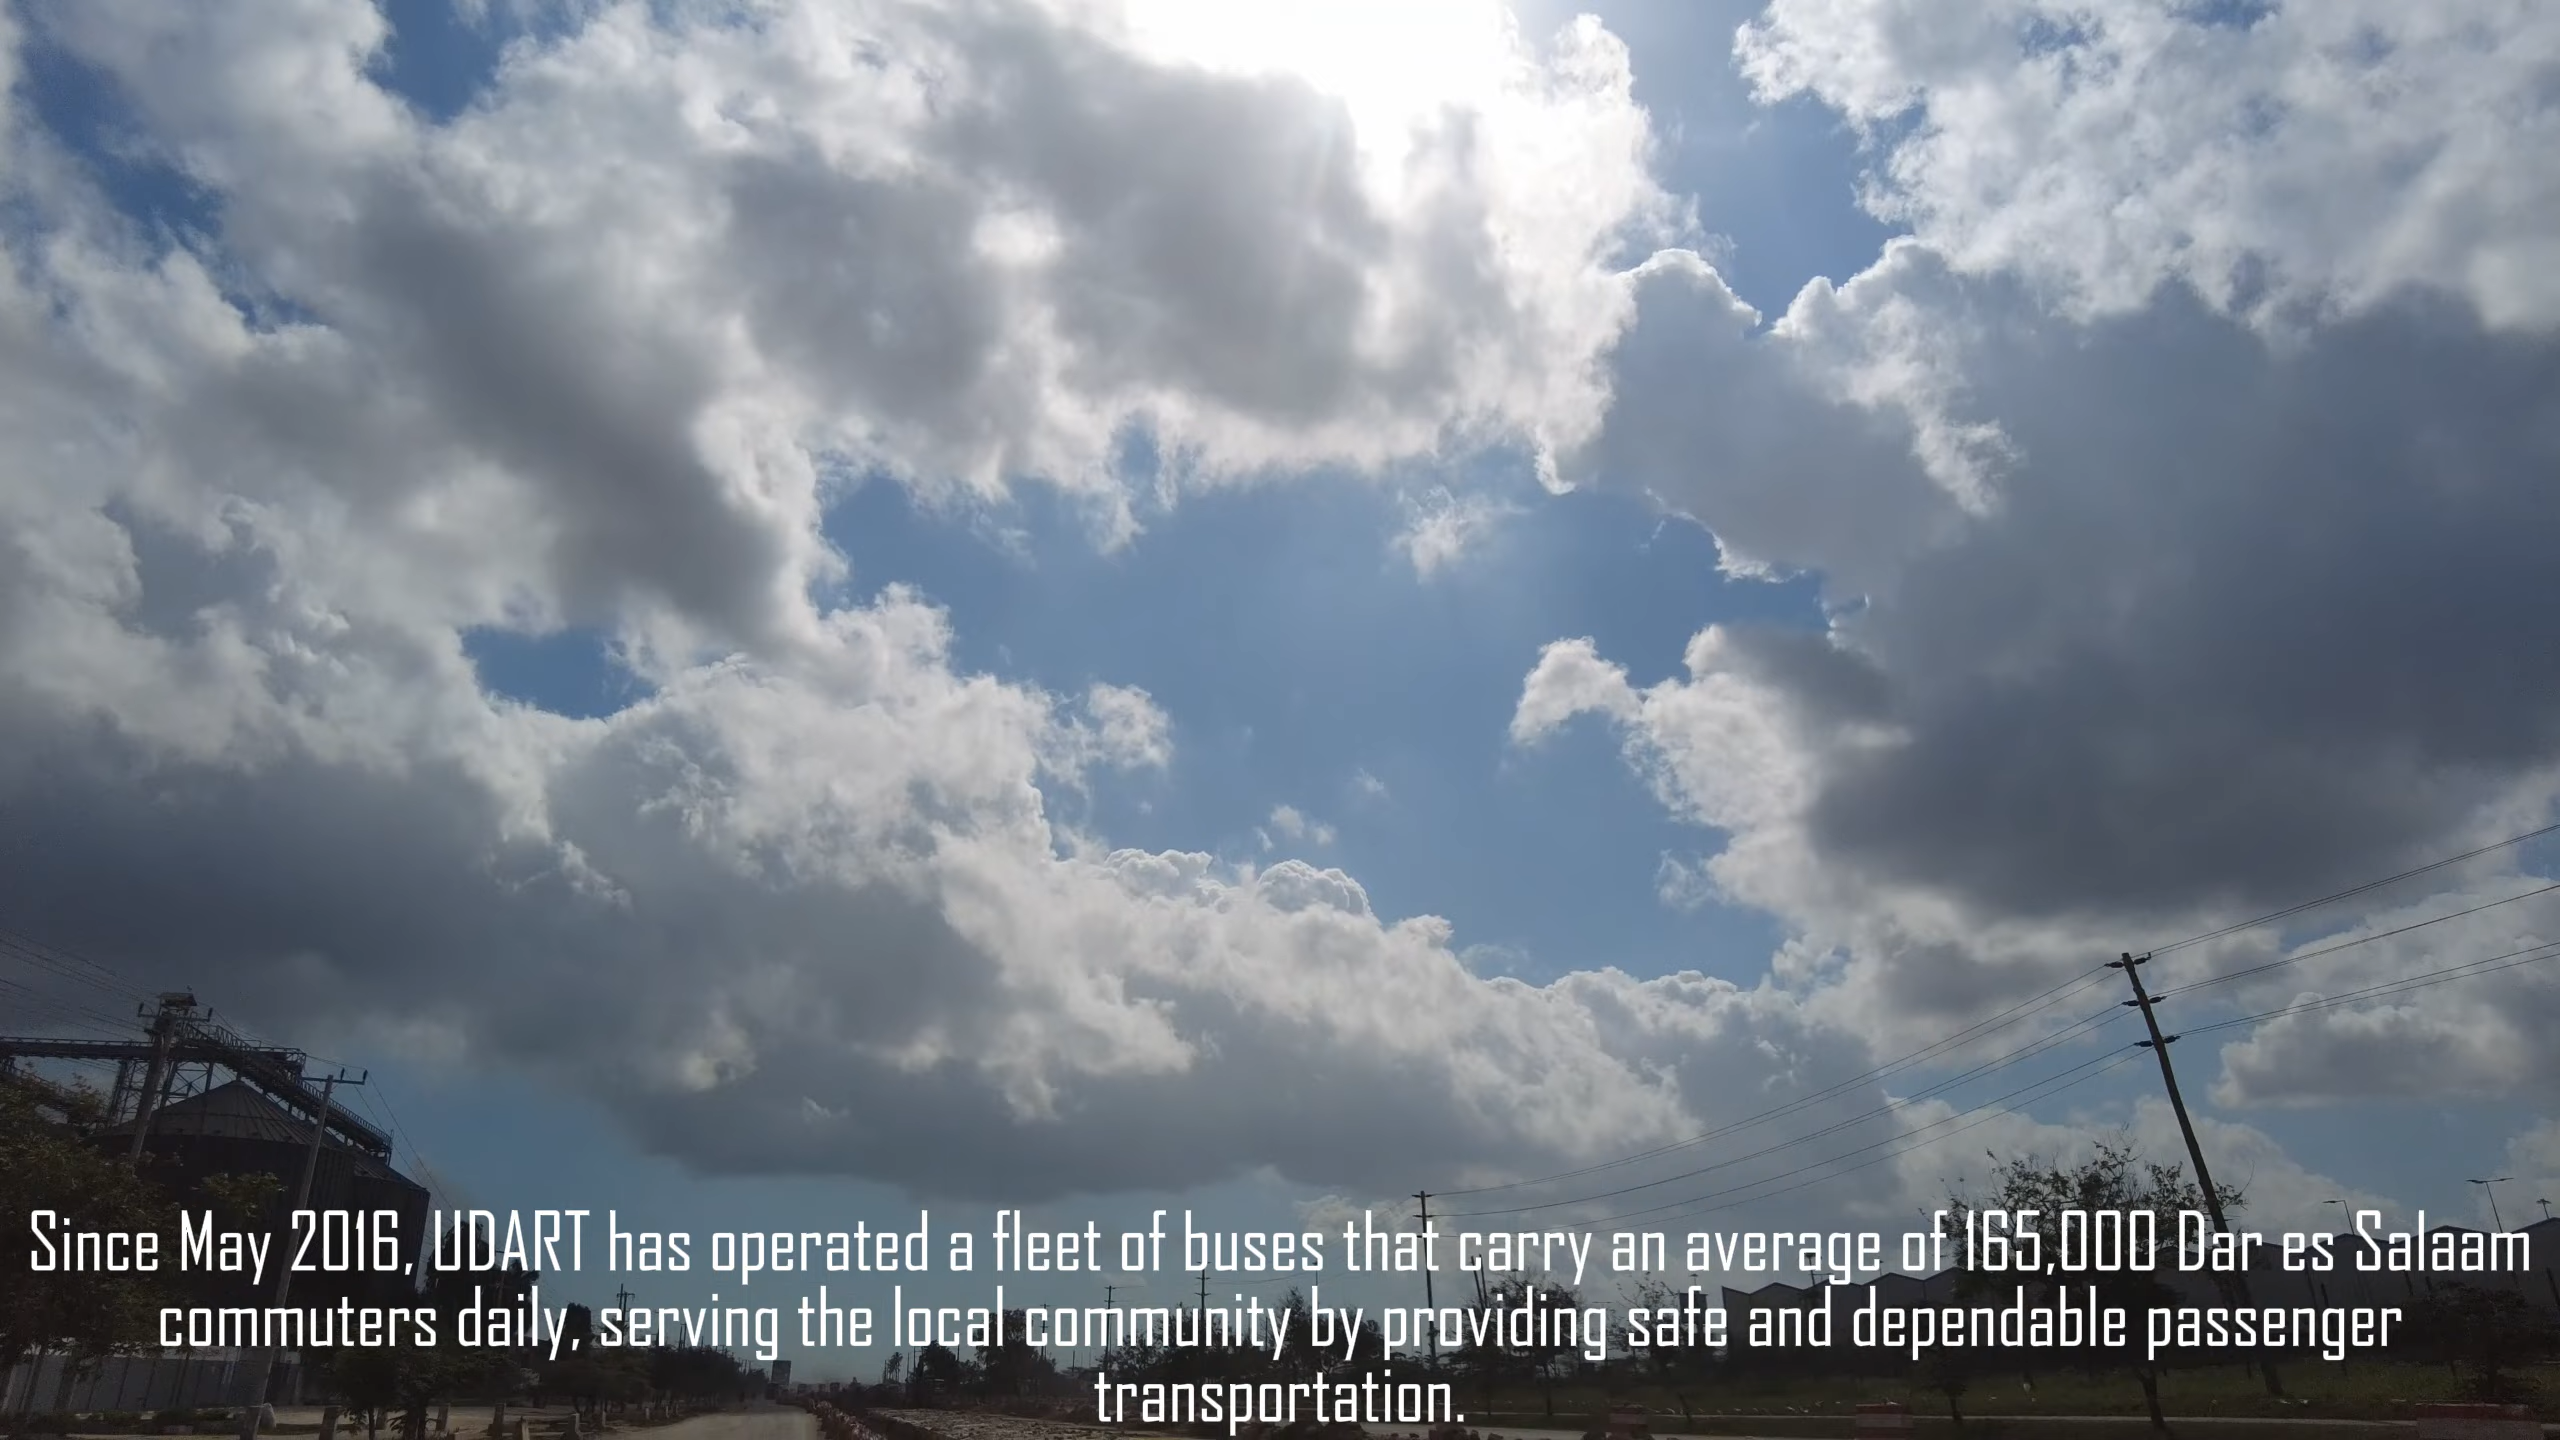 Since May 2016, UDART has operated a fleet of buses that carry an average of 165,000 Dar es Salaam
commuters daily, serving the local community by providing safe and dependable passenger
transportation.